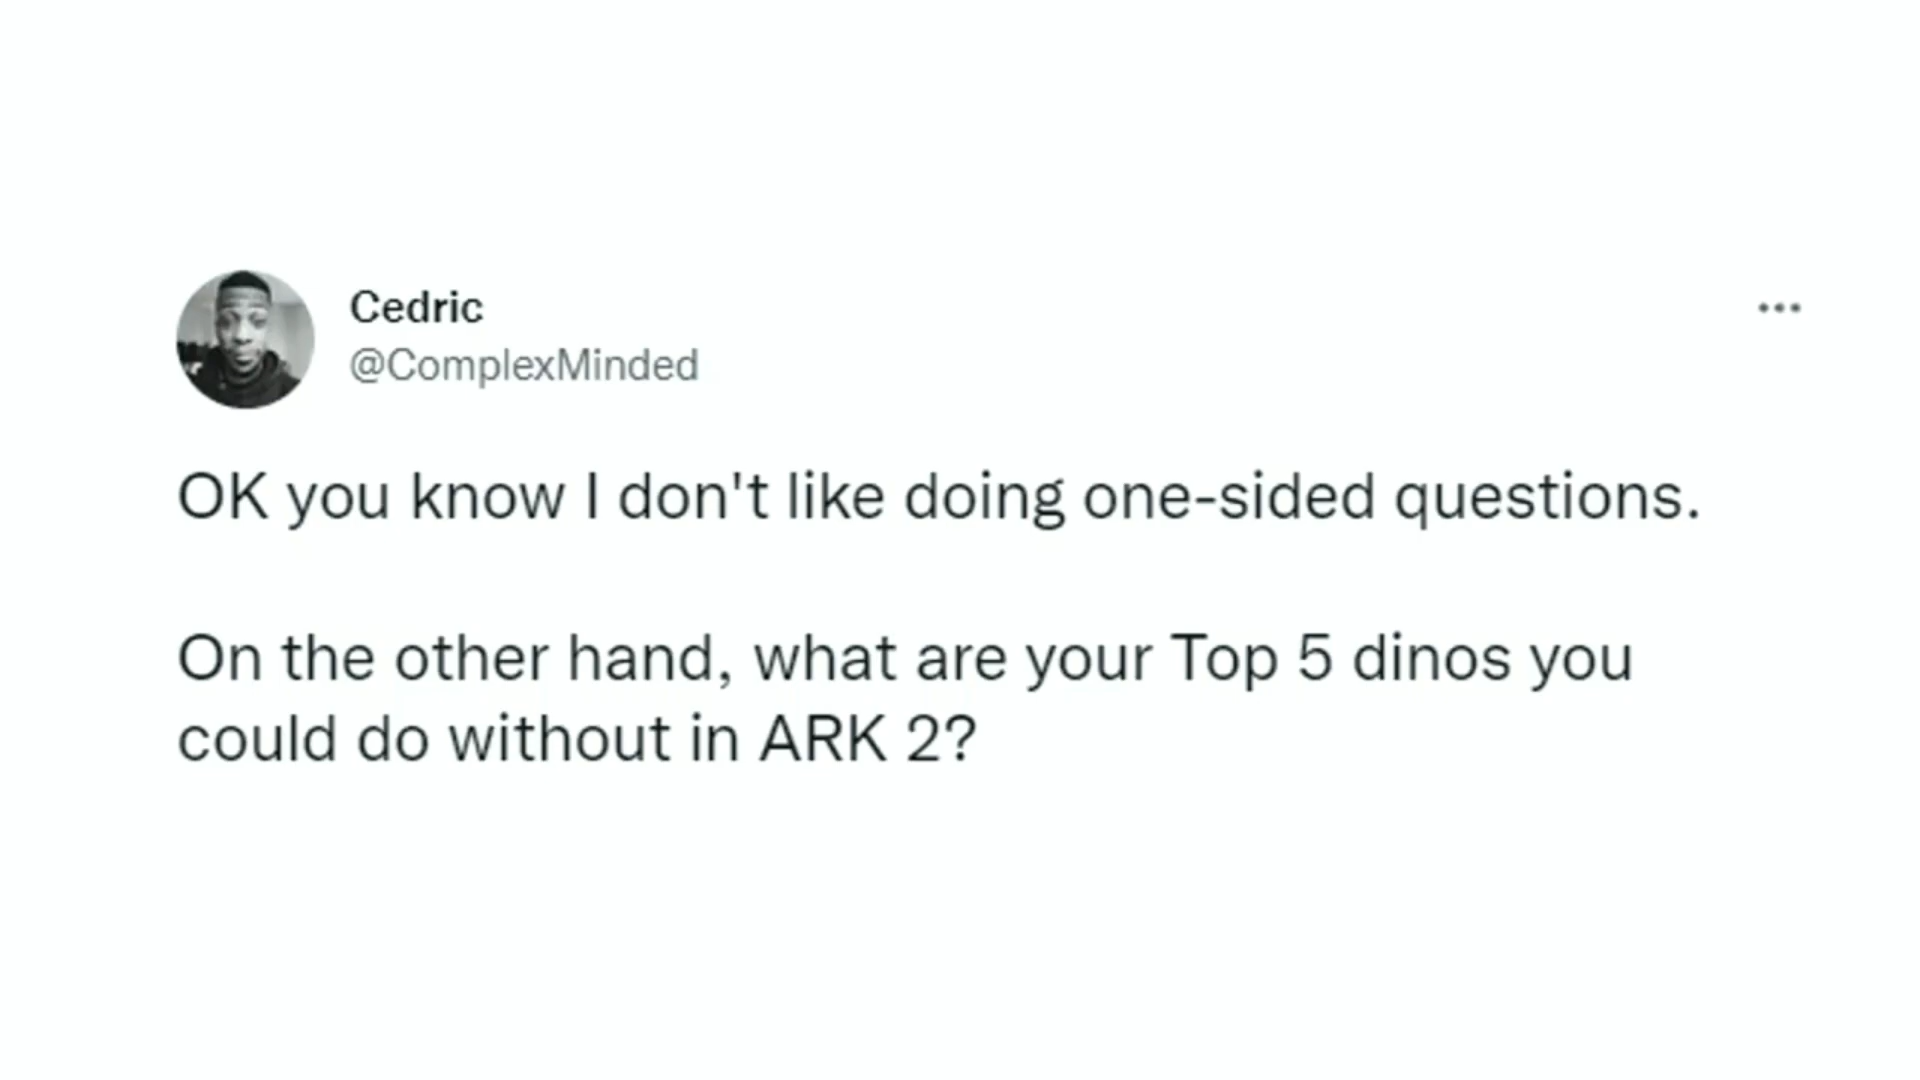 Cedric
@ComplexMinded
OK you know I don't like doing one-sided questions.
On the other hand, what are your Top 5 dinos you
could do without in ARK 2?